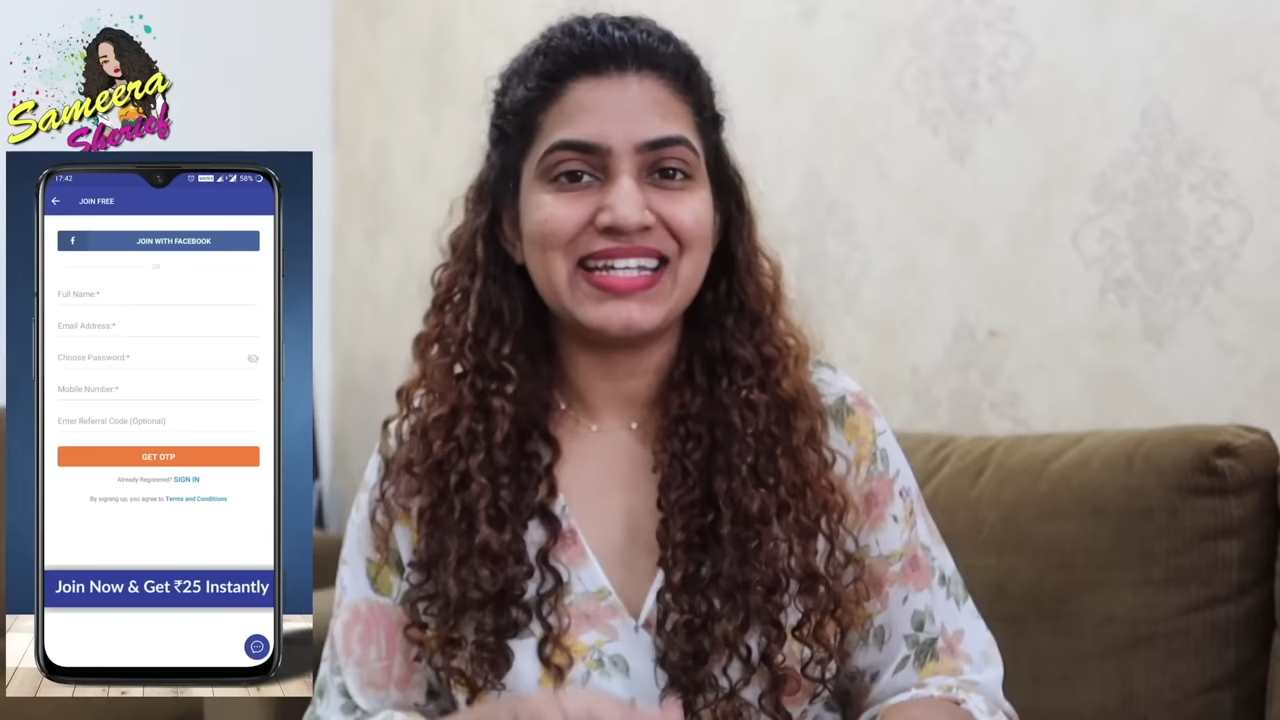 Sameera
Sherief
17:42
58%
JOIN FREE
f
JOIN WITH FACEBOOK
OR
Full Name:*
Email Address:*
Choose Password:*
Mobile Number:*
Enter Referral Code (Optional)
GET OTP
Already Registered? SIGN IN
By signing up, you agree to Terms and Conditions
Join Now & Get ₹25 Instantly